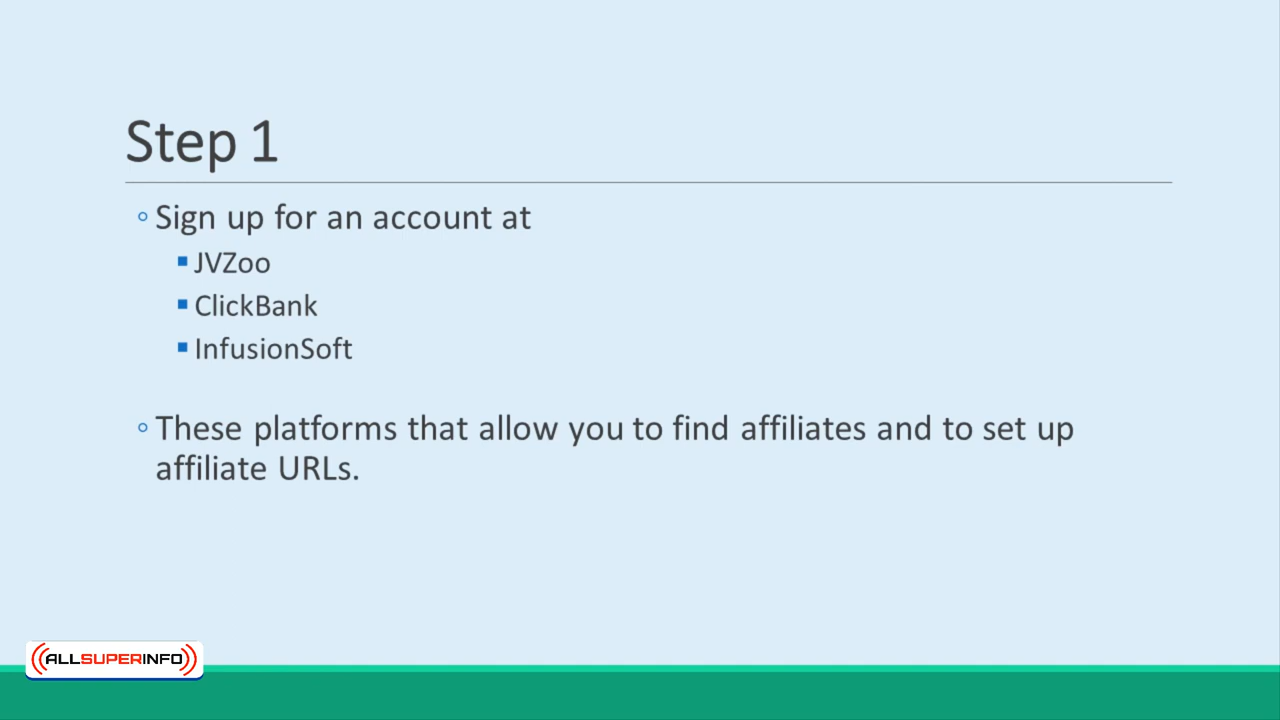 Step 1
Sign up for an account at
JVZoo
ClickBank
InfusionSoft
These platforms that allow you to find affiliates and to set up
affiliate URLs.
ALLSUPERINFO